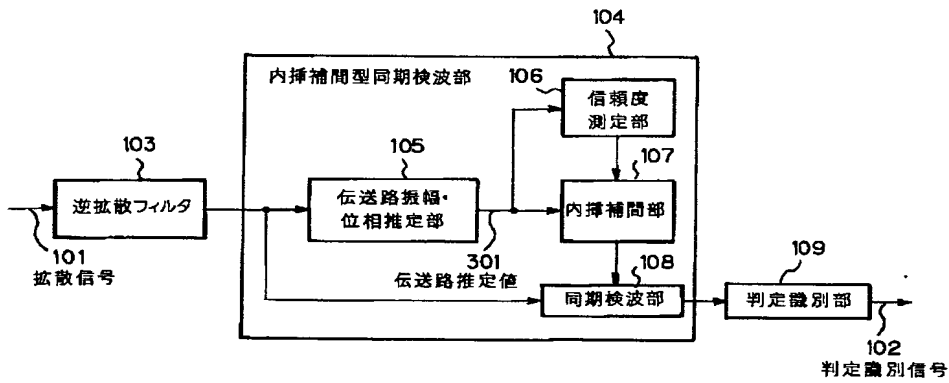 104
内挿補間型同期検波部
106
信頼度
測定部
103
逆拡散フィルタ
105
伝送路振幅・
位相推定部
107
内挿補間部
101
拡散信号
301
伝送路推定値
108
同期検波部
109
判定識別部
102
判定識別信号